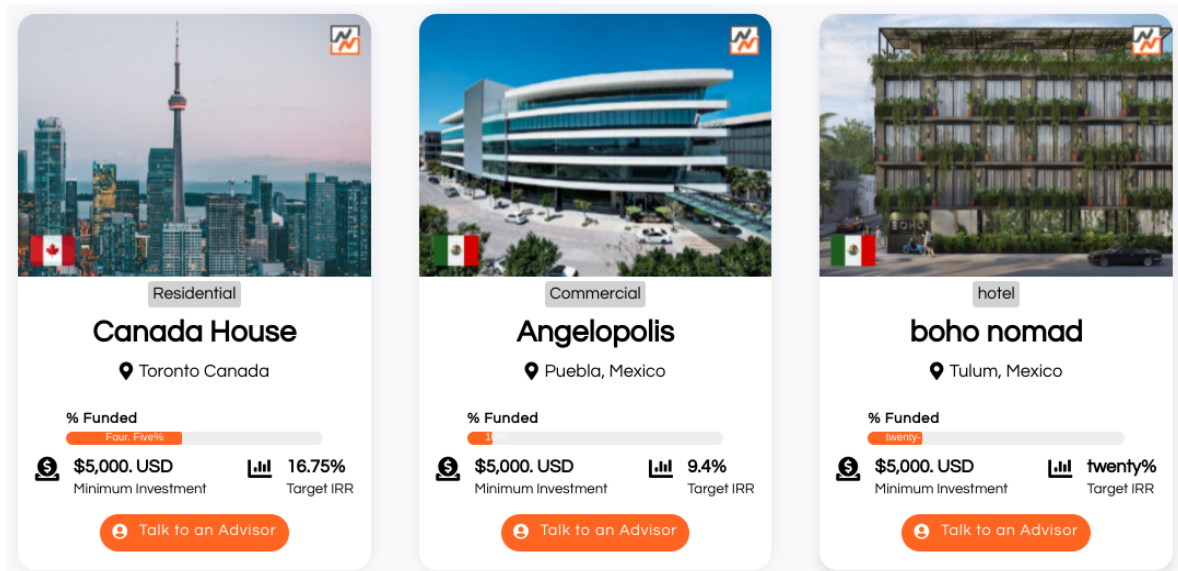 Residential
Canada House
Toronto Canada
% Funded
Four. Five%
$5,000. USD
Minimum Investment
16.75%
Target IRR
Talk to an Advisor
Commercial
Angelopolis
Puebla, Mexico
% Funded
$5,000. USD
Minimum Investment
9.4%
Target IRR
Talk to an Advisor
BOHO
hotel
boho nomad
Tulum, Mexico
% Funded
twenty-
$5,000. USD
Minimum Investment
twenty%
Target IRR
Talk to an Advisor